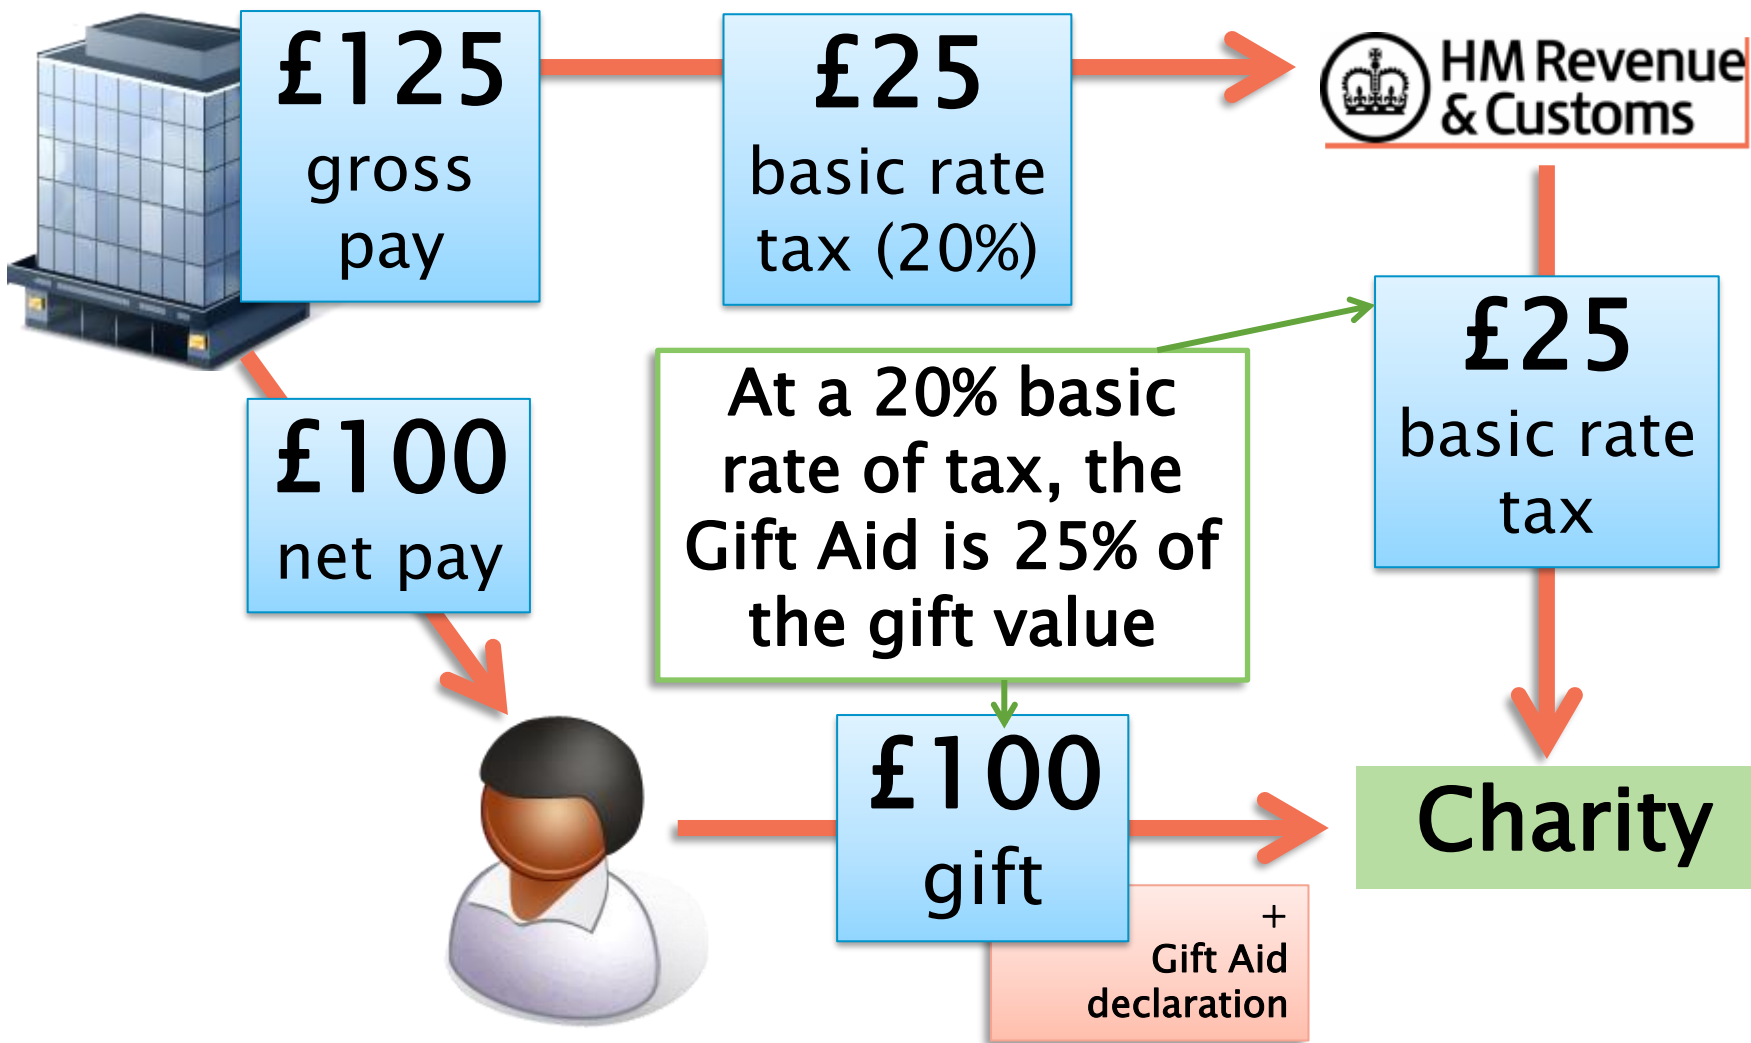 £125
gross
pay
£25
basic rate
tax (20%)
HM Revenue
& Customs
£100
net pay
At a 20% basic
rate of tax, the
Gift Aid is 25% of
the gift value
£25
basic rate
tax
£100
gift
+
Gift Aid
declaration
Charity